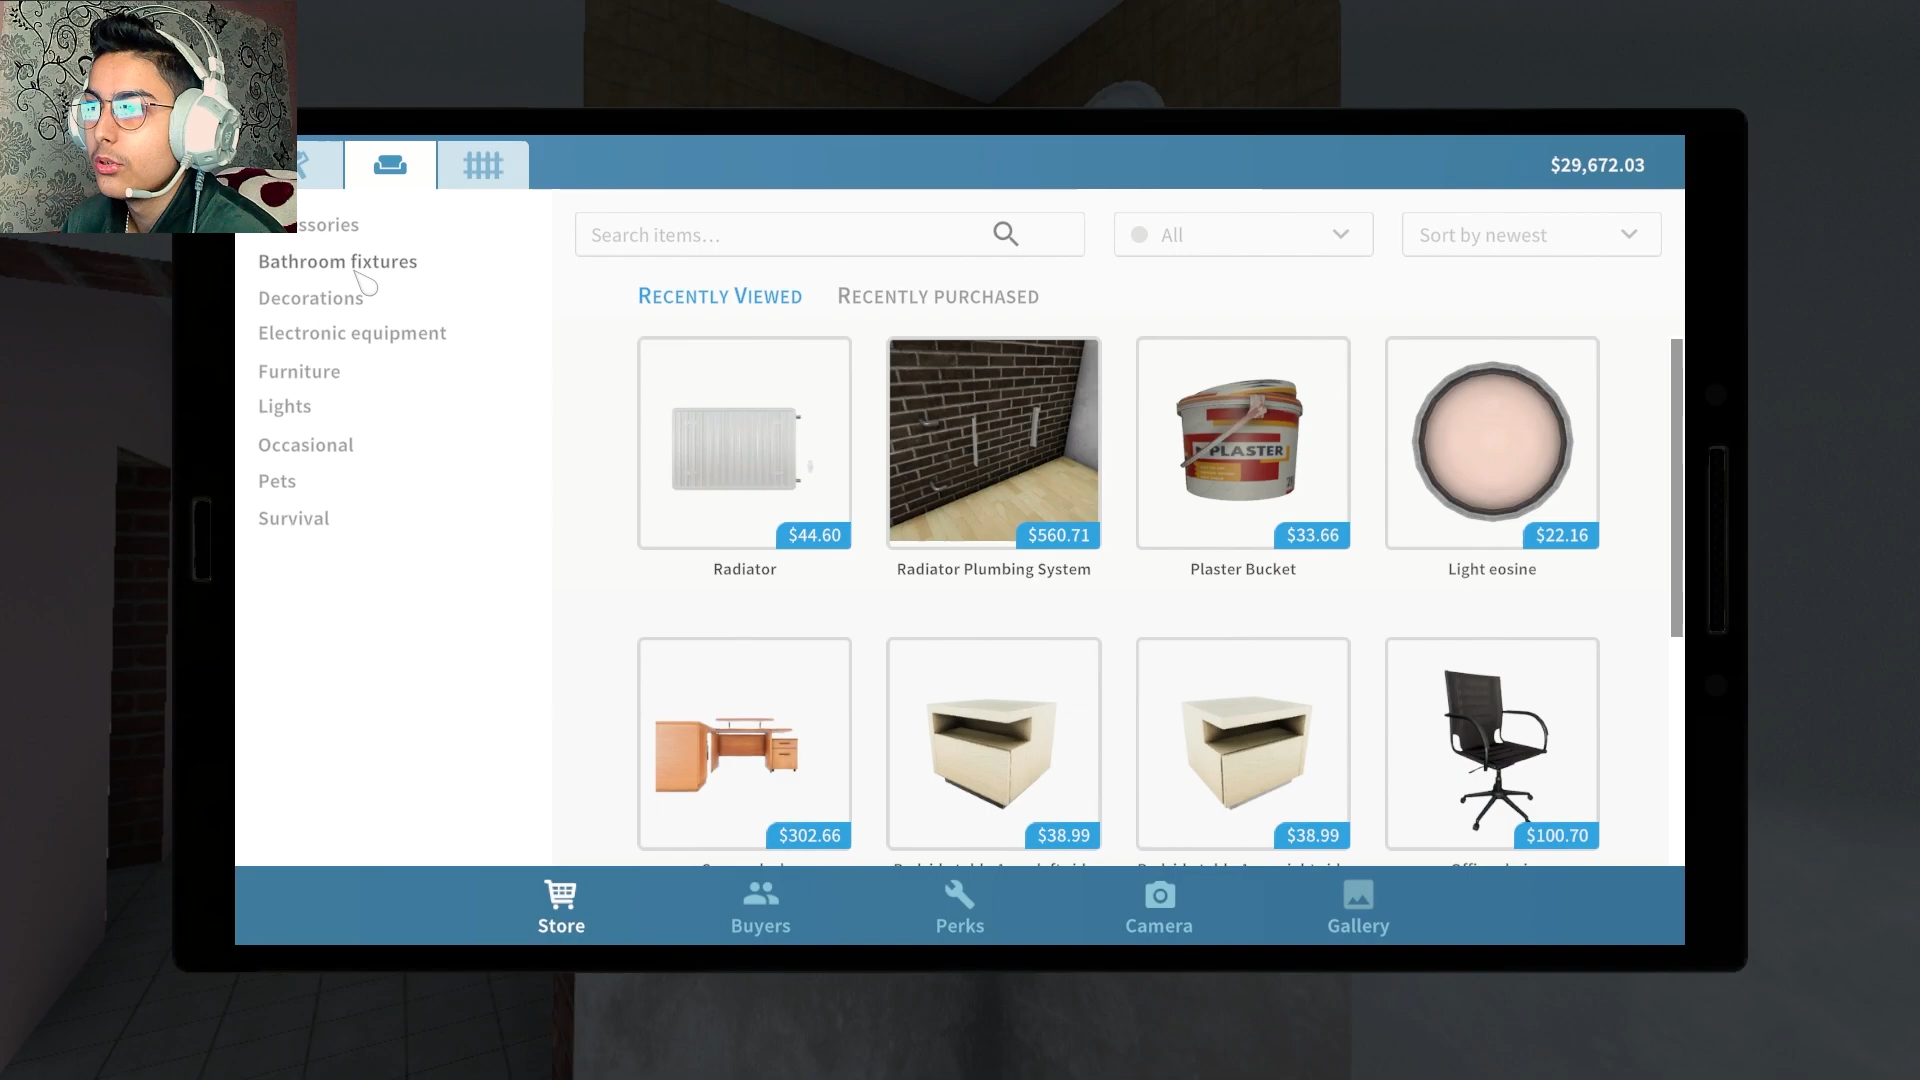 $29,672.03
ssories
Search items...
All
Sort by newest
Bathroom fixtures
Decorations
Electronic equipment
Furniture
Lights
Occasional
Pets
Survival
RECENTLY VIEWED
RECENTLY PURCHASED
PLASTER
$44.60
$560.71
$33.66
$22.16
Radiator
Radiator Plumbing System
Plaster Bucket
Light eosine
$302.66
$38.99
$38.99
$100.70
Store
Buyers
Perks
Camera
Gallery